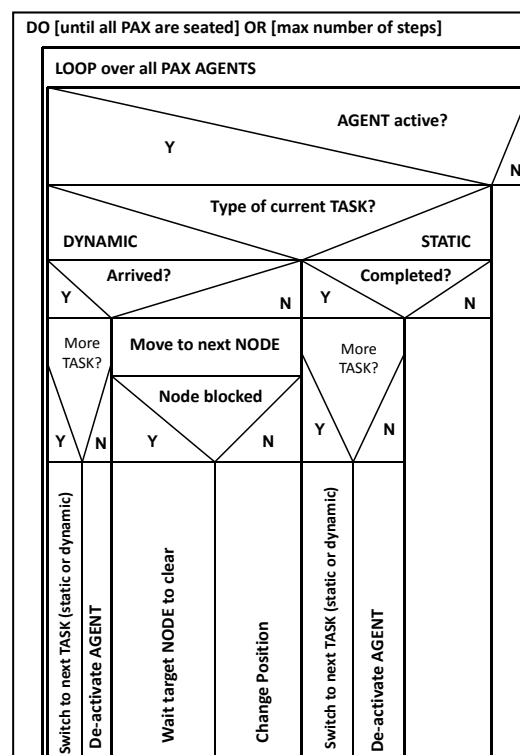 DO [until all PAX are seated] OR [max number of steps]
LOOP over all PAX AGENTS
AGENT active?
Y
N
Type of current TASK?
DYNAMIC
STATIC
Arrived?
Completed?
Y
N
Y
N
More
TASK?
Move to next NODE
More
TASK?
Node blocked
Y
N
Y
N
Y
N
Switch to next TASK (static or dynamic)
De-activate AGENT
Wait target NODE to clear
Change Position
Switch to next TASK (static or dynamic)
De-activate AGENT